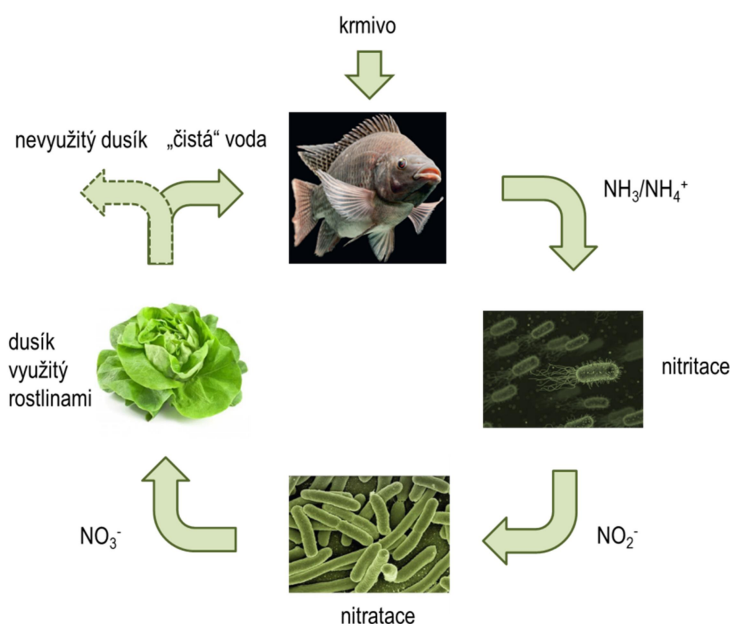 krmivo
nevyužitý dusík
„čistá“ voda
NH₃/NH₄⁺
dusík
využitý
rostlinami
nitritace
NO₃⁻
NO₂⁻
nitratace